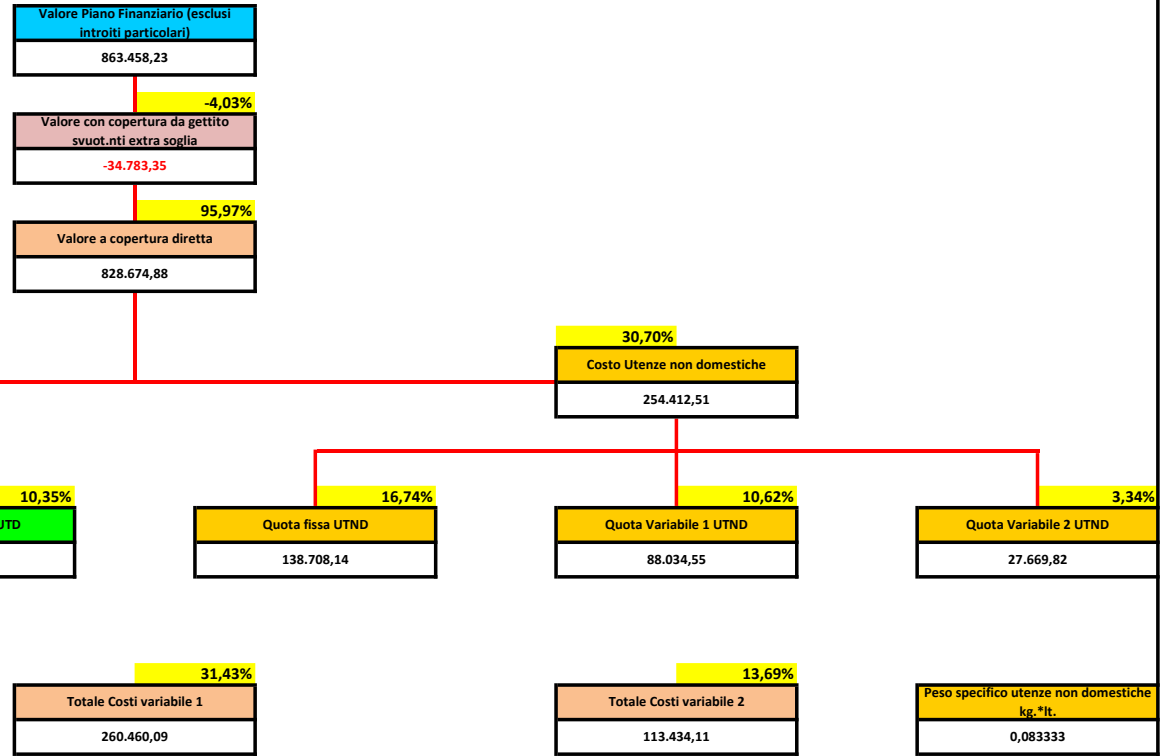 Valore Piano Finanziario (esclusi
introiti particolari)
863.458,23
-4,03%
Valore con copertura da gettito
svuot.nti extra soglia
-34.783,35
95,97%
Valore a copertura diretta
828.674,88
30,70%
Costo Utenze non domestiche
254.412,51
10,35%
16,74%
10,62%
3,34%
UTD
Quota fissa UTND
Quota Variabile 1 UTND
Quota Variabile 2 UTND
138.708,14
88.034,55
27.669,82
31,43%
13,69%
Totale Costi variabile 1
Totale Costi variabile 2
Peso specifico utenze non domestiche
kg.*lt.
260.460,09
113.434,11
0,083333